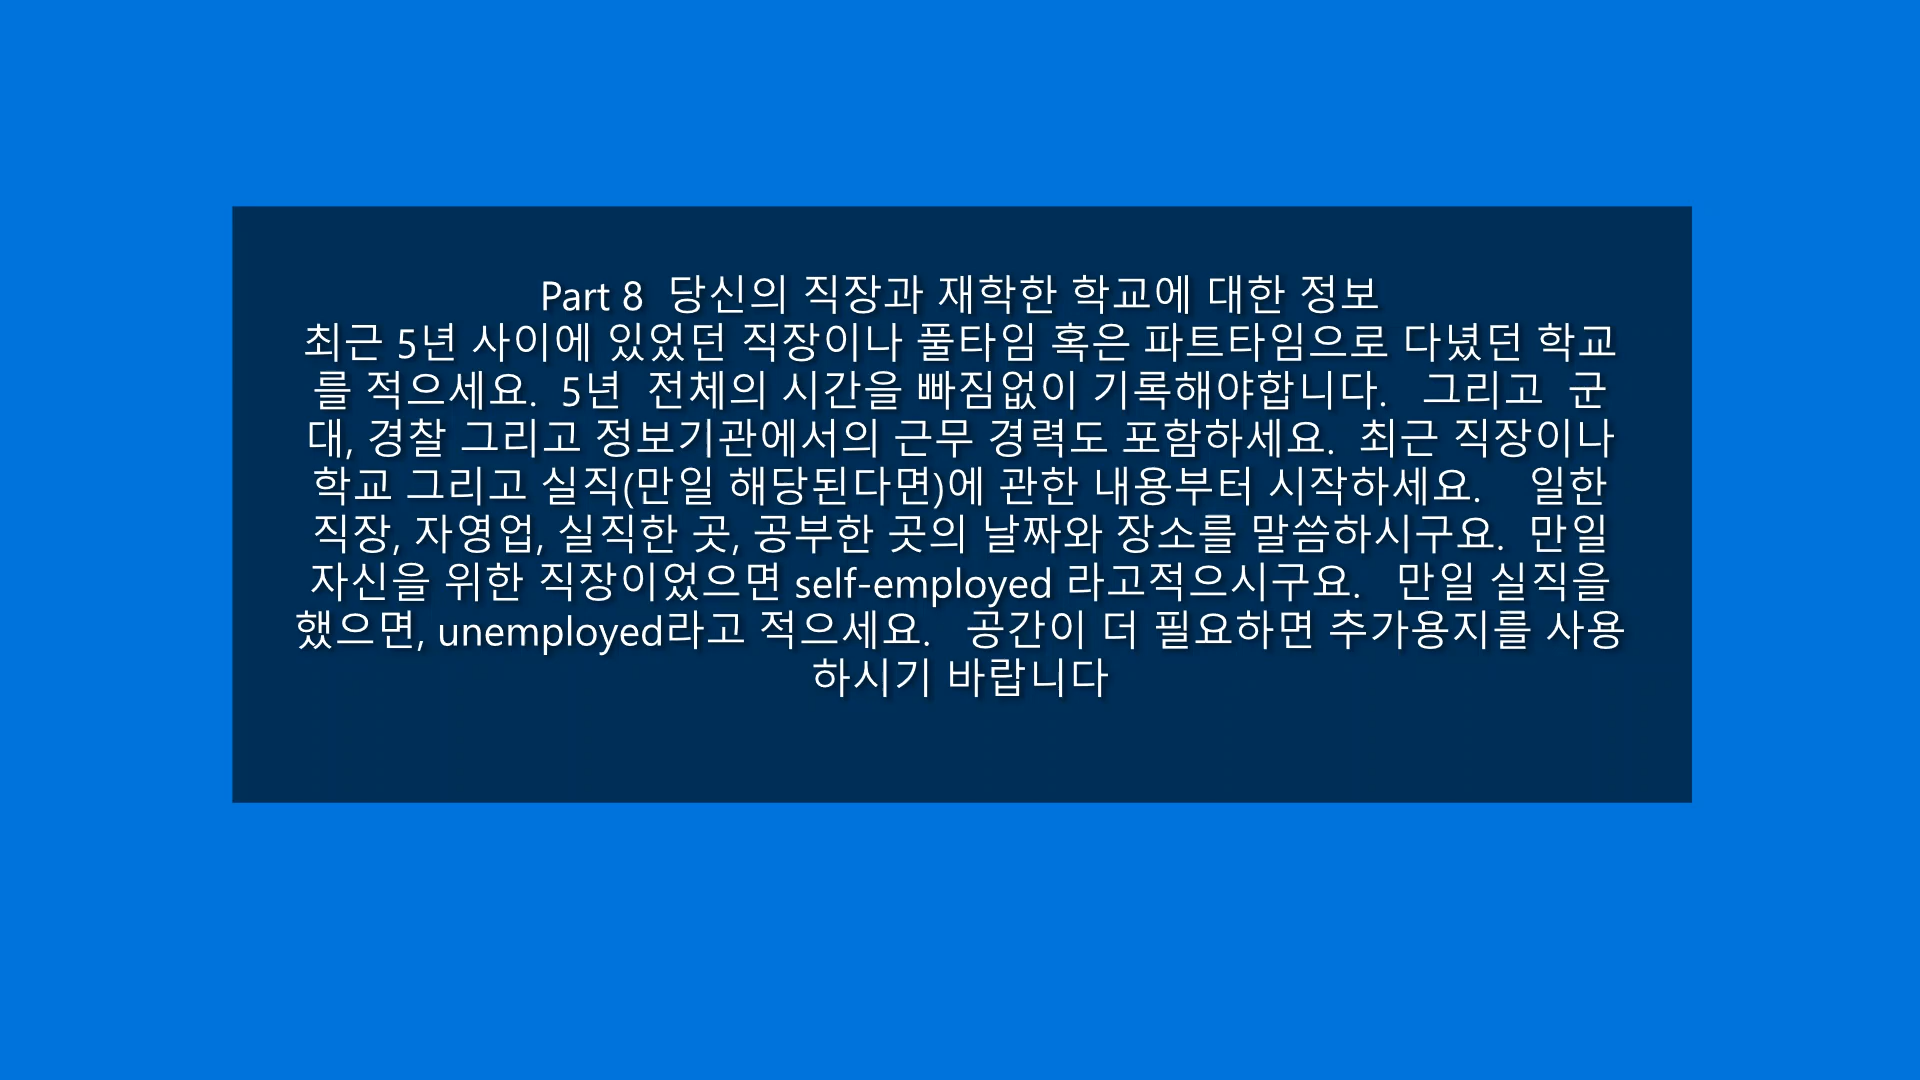 Part 8  당신의 직장과 재학한 학교에 대한 정보
최근 5년 사이에 있었던 직장이나 풀타임 혹은 파트타임으로 다녔던 학교
를 적으세요.  5년  전체의 시간을 빠짐없이 기록해야합니다.   그리고  군
대, 경찰 그리고 정보기관에서의 근무 경력도 포함하세요.  최근 직장이나
학교 그리고 실직(만일 해당된다면)에 관한 내용부터 시작하세요.    일한
직장, 자영업, 실직한 곳, 공부한 곳의 날짜와 장소를 말씀하시구요.  만일
자신을 위한 직장이었으면 self-employed 라고적으시구요.   만일 실직을
했으면, unemployed라고 적으세요.   공간이 더 필요하면 추가용지를 사용
하시기 바랍니다